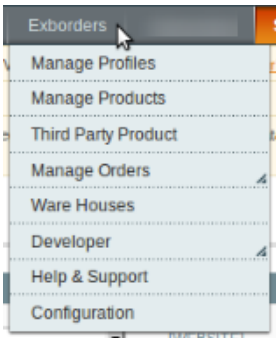 Exborders
Manage Profiles
Manage Products
Third Party Product
Manage Orders
Ware Houses
Developer
Help & Support
Configuration